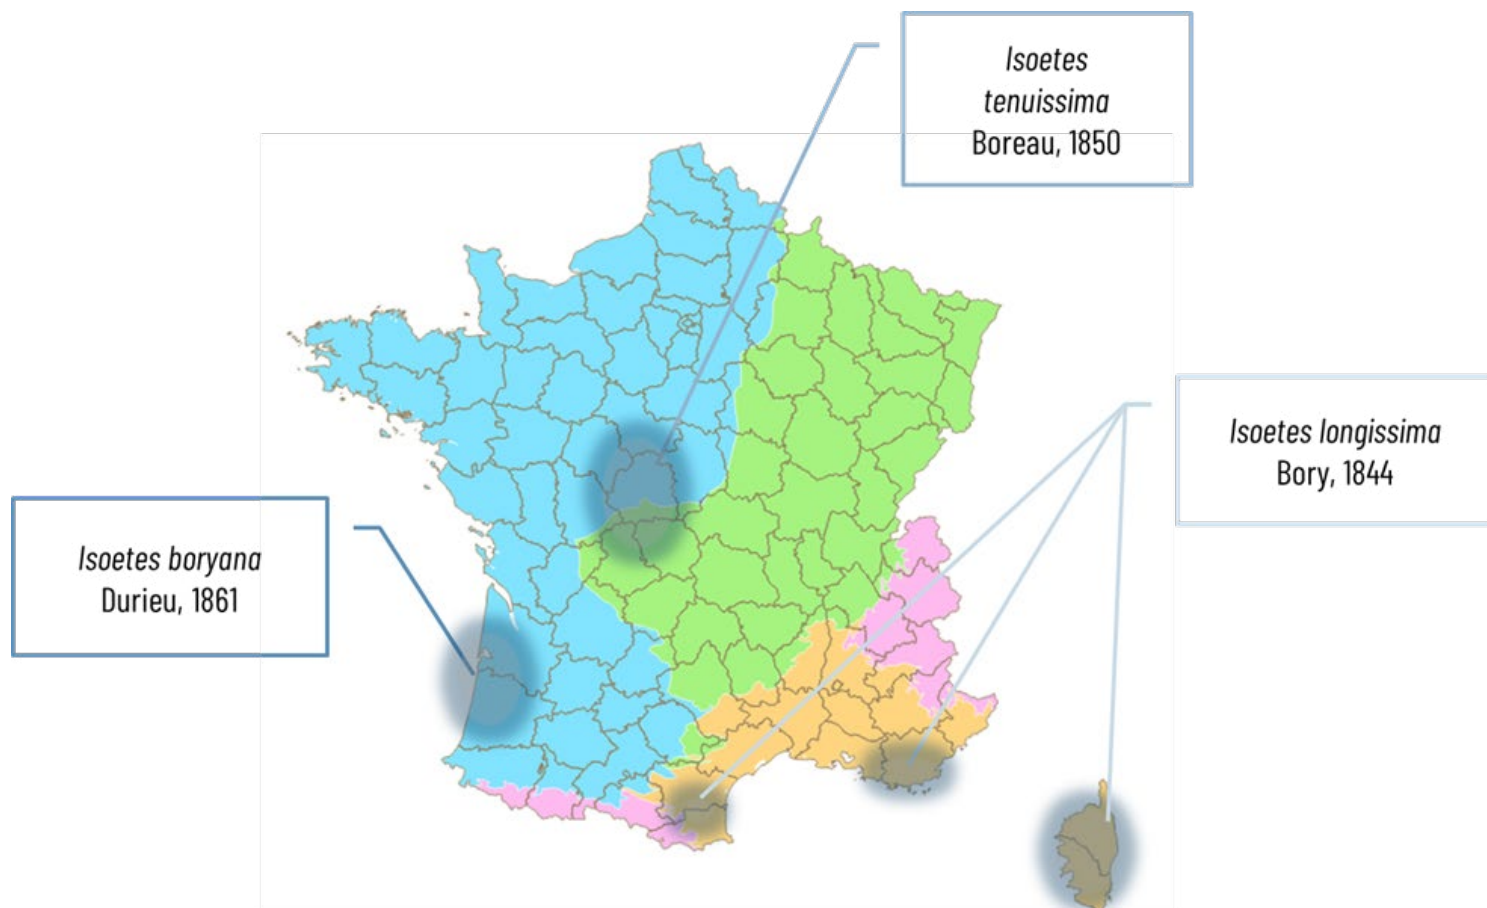 Isoetes
tenuissima
Boreau, 1850
Isoetes longissima
Bory, 1844
Isoetes boryana
Durieu, 1861